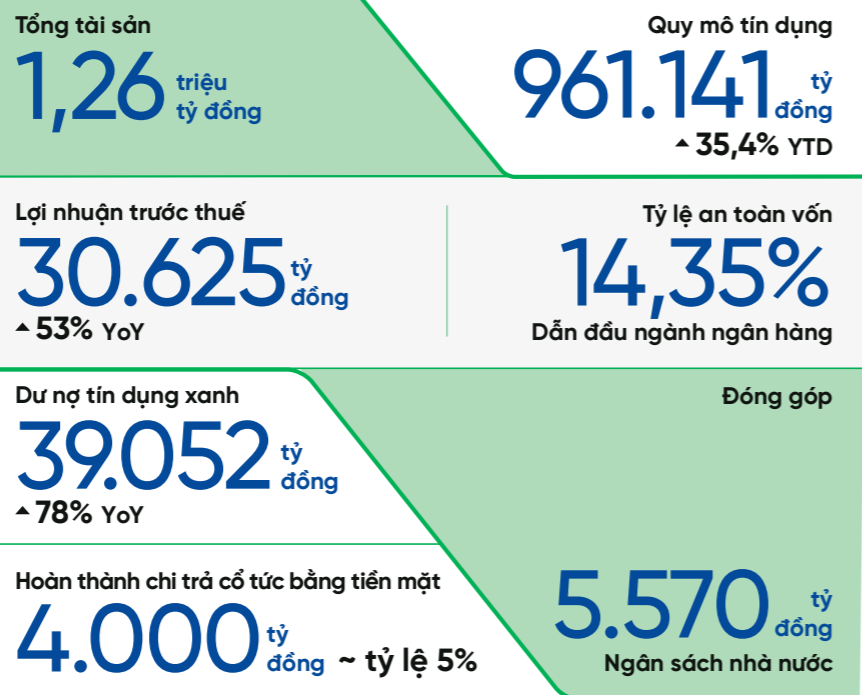 Tổng tài sản
1,26 triệu
tỷ đồng
Quy mô tín dụng
961.141 tỷ
đồng
▲ 35,4% YTD
Lợi nhuận trước thuế
30.625 tỷ
đồng
▲ 53% YoY
Tỷ lệ an toàn vốn
14,35%
Dẫn đầu ngành ngân hàng
Dư nợ tín dụng xanh
39.052 tỷ
đồng
▲ 78% YoY
Đóng góp
5.570 tỷ
đồng
Ngân sách nhà nước
Hoàn thành chi trả cổ tức bằng tiền mặt
4.000 tỷ
đồng ~ tỷ lệ 5%